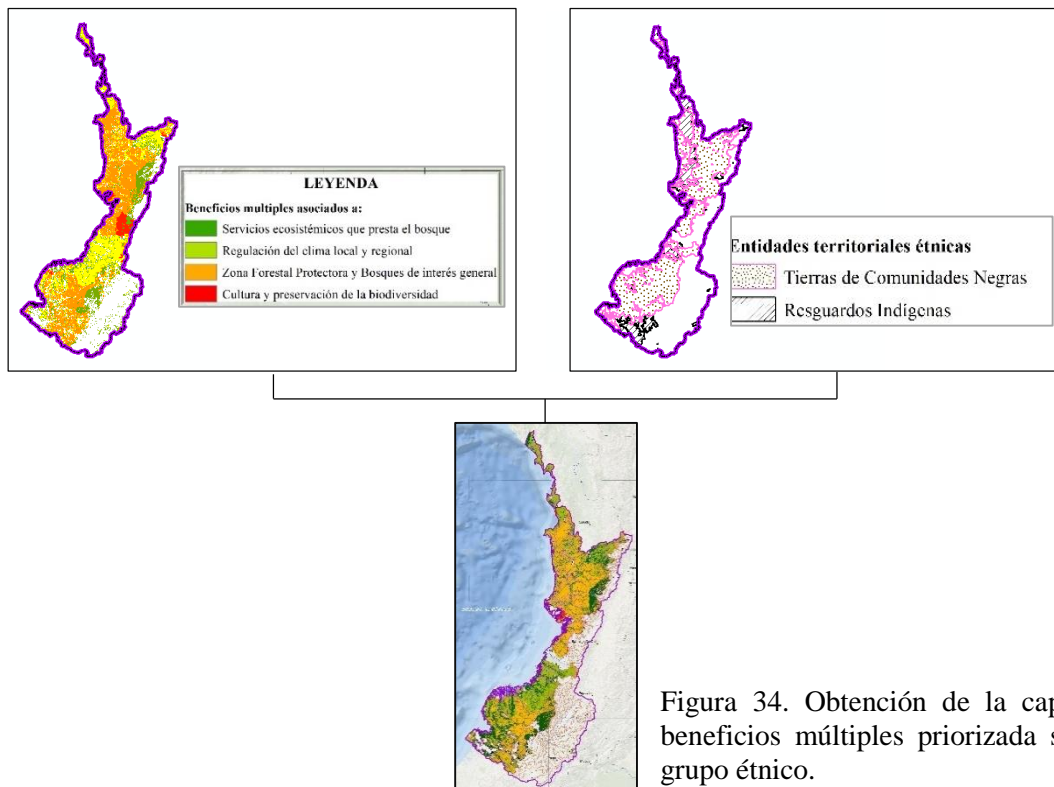 LEYENDA
Beneficios multiples asociados a:
Servicios ecosistémicos que presta el bosque
Regulación del clima local y regional
Zona Forestal Protectora y Bosques de interés general
Cultura y preservación de la biodiversidad
Entidades territoriales étnicas
Tierras de Comunidades Negras
Resguardos Indígenas
Figura 34. Obtención de la cap
beneficios múltiples priorizada s
grupo étnico.